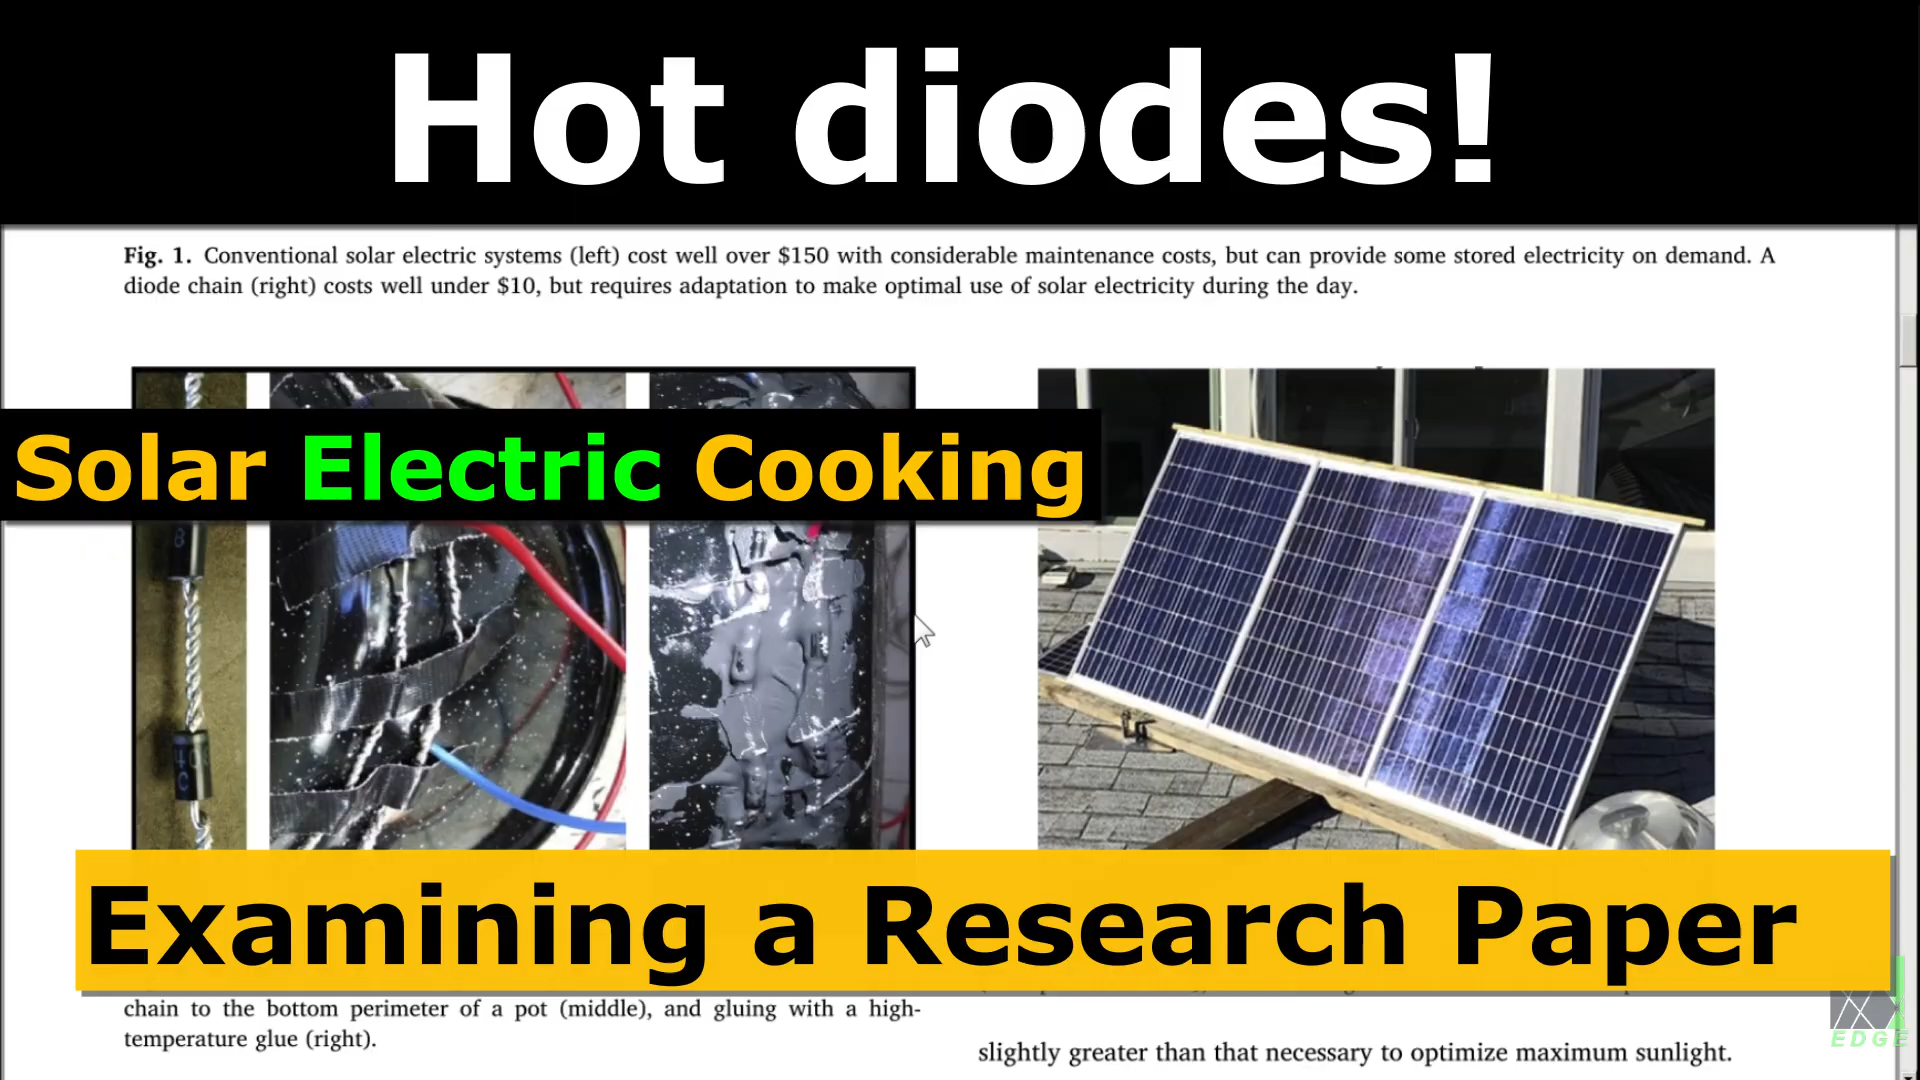 Hot diodes!
Fig. 1. Conventional solar electric systems (left) cost well over $150 with considerable maintenance costs, but can provide some stored electricity on demand. A
diode chain (right) costs well under $10, but requires adaptation to make optimal use of solar electricity during the day.
Solar Electric Cooking
Examining a Research Paper
chain to the bottom perimeter of a pot (middle), and gluing with a high-
temperature glue (right).
slightly greater than that necessary to optimize maximum sunlight.
EDGE